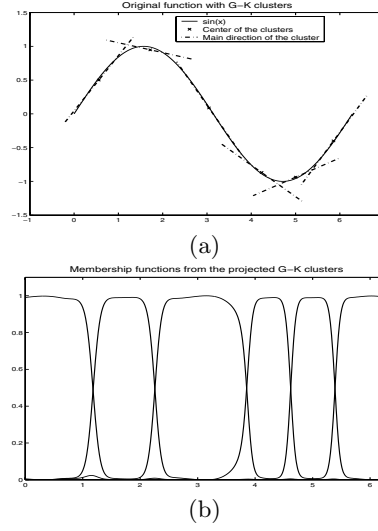 Original function with G−K clusters
1.5
sin(x)
Center of the clusters
Main direction of the cluster
1
0.5
0
−0.5
−1
−1.5
−1 0 1 2 3 4 5 6
(a)
Membership functions from the projected G−K clusters
1
0.8
0.6
0.4
0.2
0
0 1 2 3 4 5 6
(b)